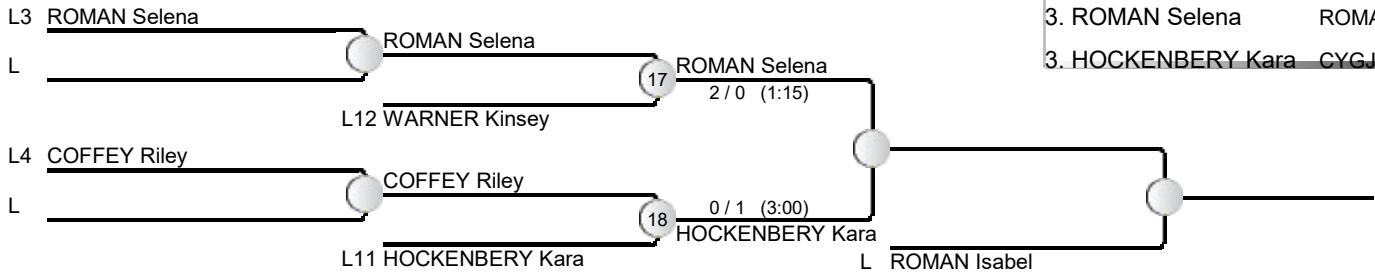 L3 ROMAN Selena
3. ROMAN Selena
ROMAN Selena
L
3. HOCKENBERY Kara
ROMAN Selena
17
2 / 0 (1:15)
L12 WARNER Kinsey
L4 COFFEY Riley
COFFEY Riley
L
0 / 1 (3:00)
18
HOCKENBERY Kara
L11 HOCKENBERY Kara
L ROMAN Isabel